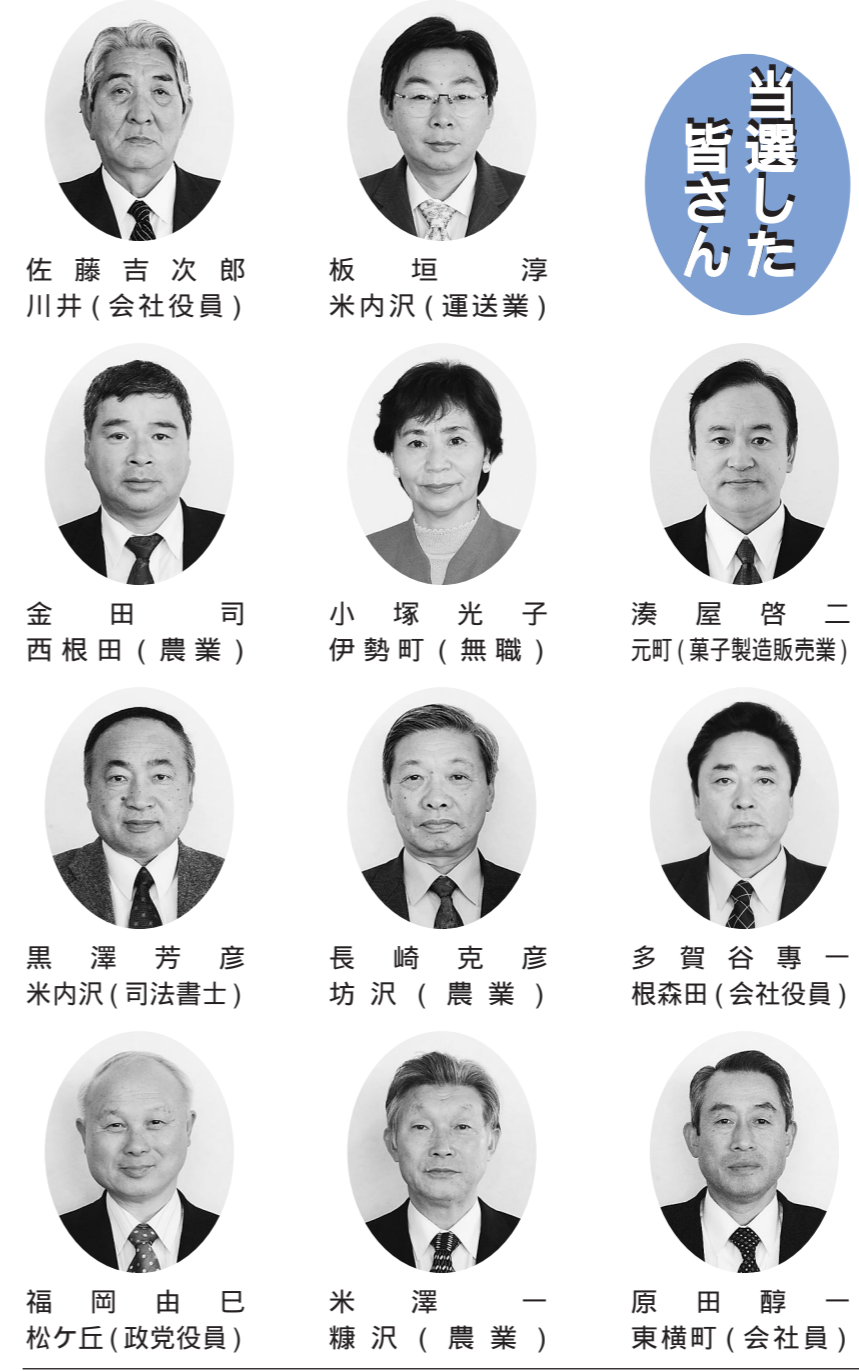 当選した
皆さん
板垣淳
米内沢(運送業)
佐藤吉次郎
川井(会社役員)
湊屋啓二
元町(菓子製造販売業)
小塚光子
伊勢町(無職)
金田司
西根田(農業)
多賀谷專一
根森田(会社役員)
長崎克彦
坊沢(農業)
黒澤芳彦
米内沢(司法書士)
原田醇一
東横町(会社員)
米澤一
糠沢(農業)
福岡由巳
松ケ丘(政党役員)